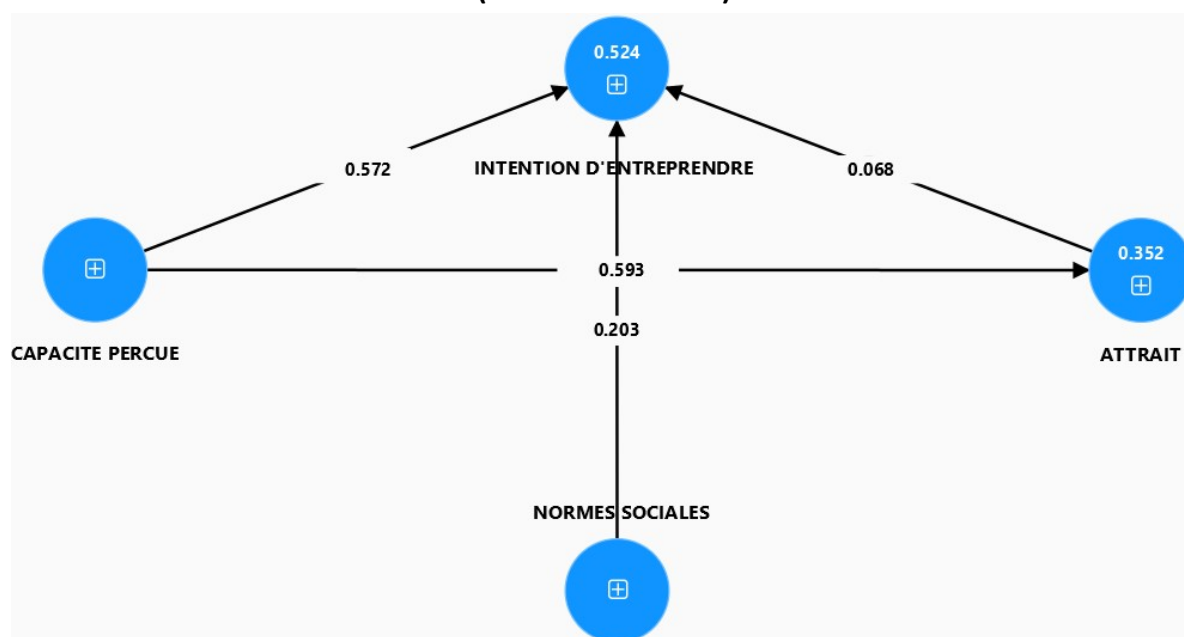 0.524
0.572
INTENTION D'ENTREPRENDRE
0.068
0.593
0.352
0.203
CAPACITE PERCUE
ATTRAIT
NORMES SOCIALES